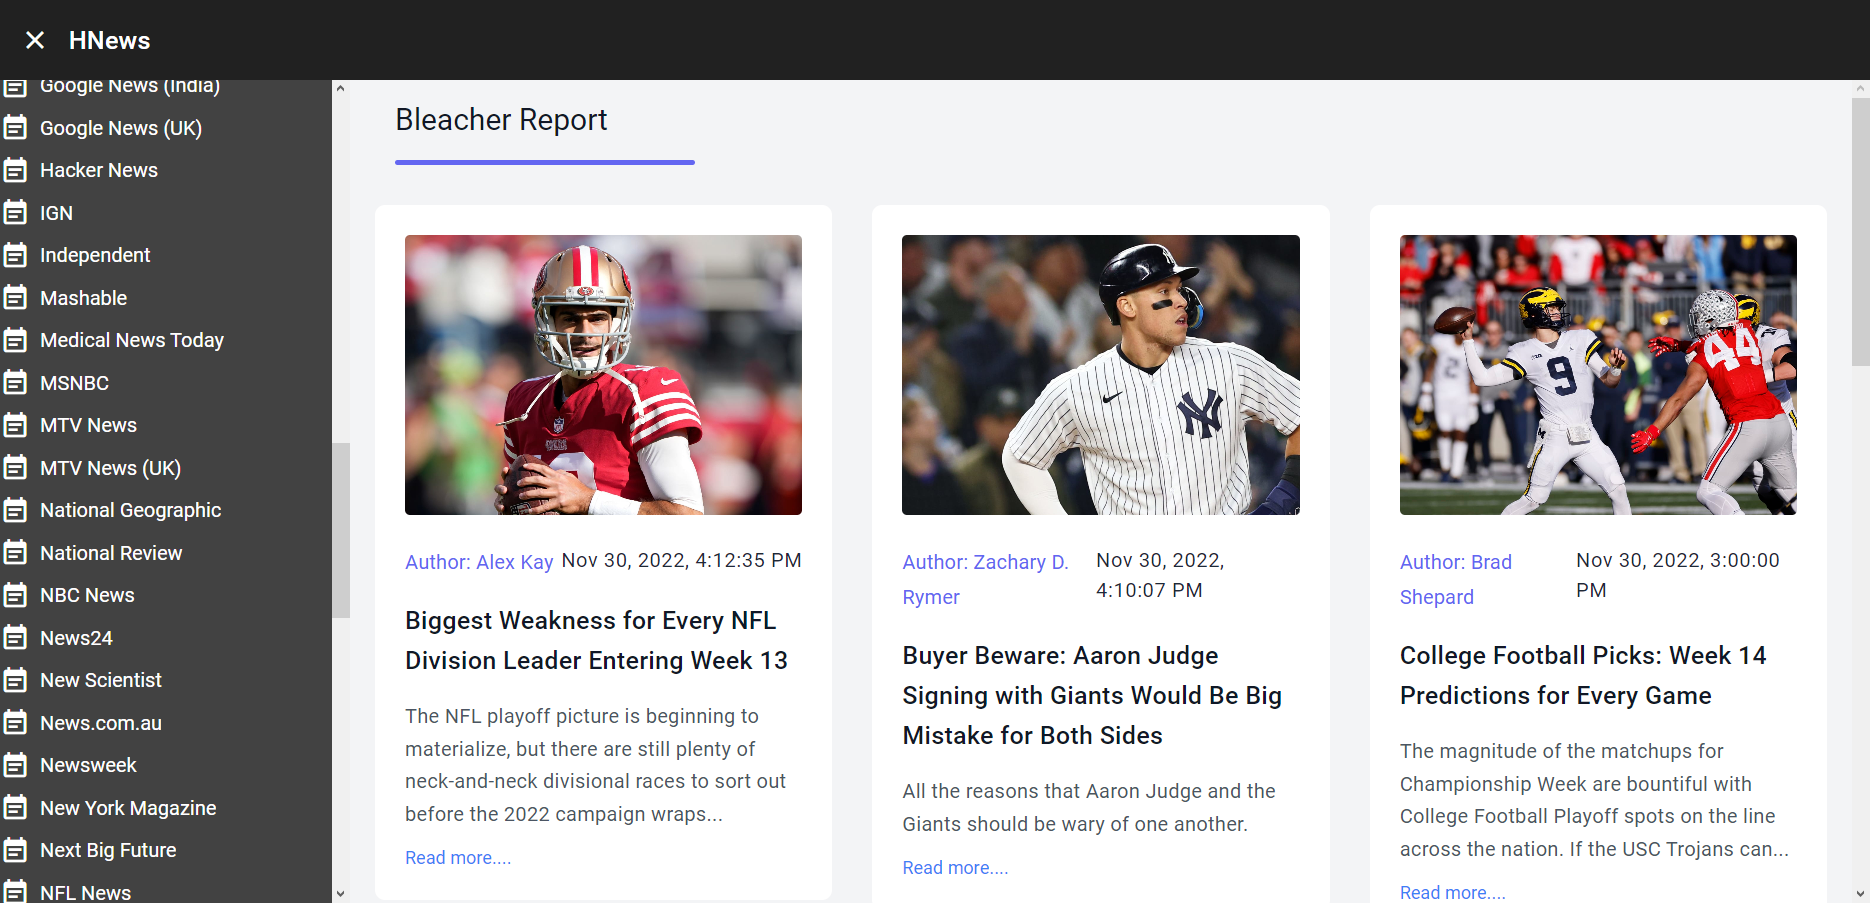 HNews
Google News (India)
Google News (UK)
Hacker News
IGN
Independent
Mashable
Medical News Today
MSNBC
MTV News
MTV News (UK)
National Geographic
National Review
NBC News
News24
New Scientist
News.com.au
Newsweek
New York Magazine
Next Big Future
NFL News
Bleacher Report
Author: Alex Kay Nov 30, 2022, 4:12:35 PM
Biggest Weakness for Every NFL
Division Leader Entering Week 13
The NFL playoff picture is beginning to
materialize, but there are still plenty of
neck-and-neck divisional races to sort out
before the 2022 campaign wraps...
Read more....
Author: Zachary D.
Rymer
Nov 30, 2022,
4:10:07 PM
Buyer Beware: Aaron Judge
Signing with Giants Would Be Big
Mistake for Both Sides
All the reasons that Aaron Judge and the
Giants should be wary of one another.
Read more....
9
44
Author: Brad
Shepard
Nov 30, 2022, 3:00:00
PM
College Football Picks: Week 14
Predictions for Every Game
The magnitude of the matchups for
Championship Week are bountiful with
College Football Playoff spots on the line
across the nation. If the USC Trojans can...
Read more....